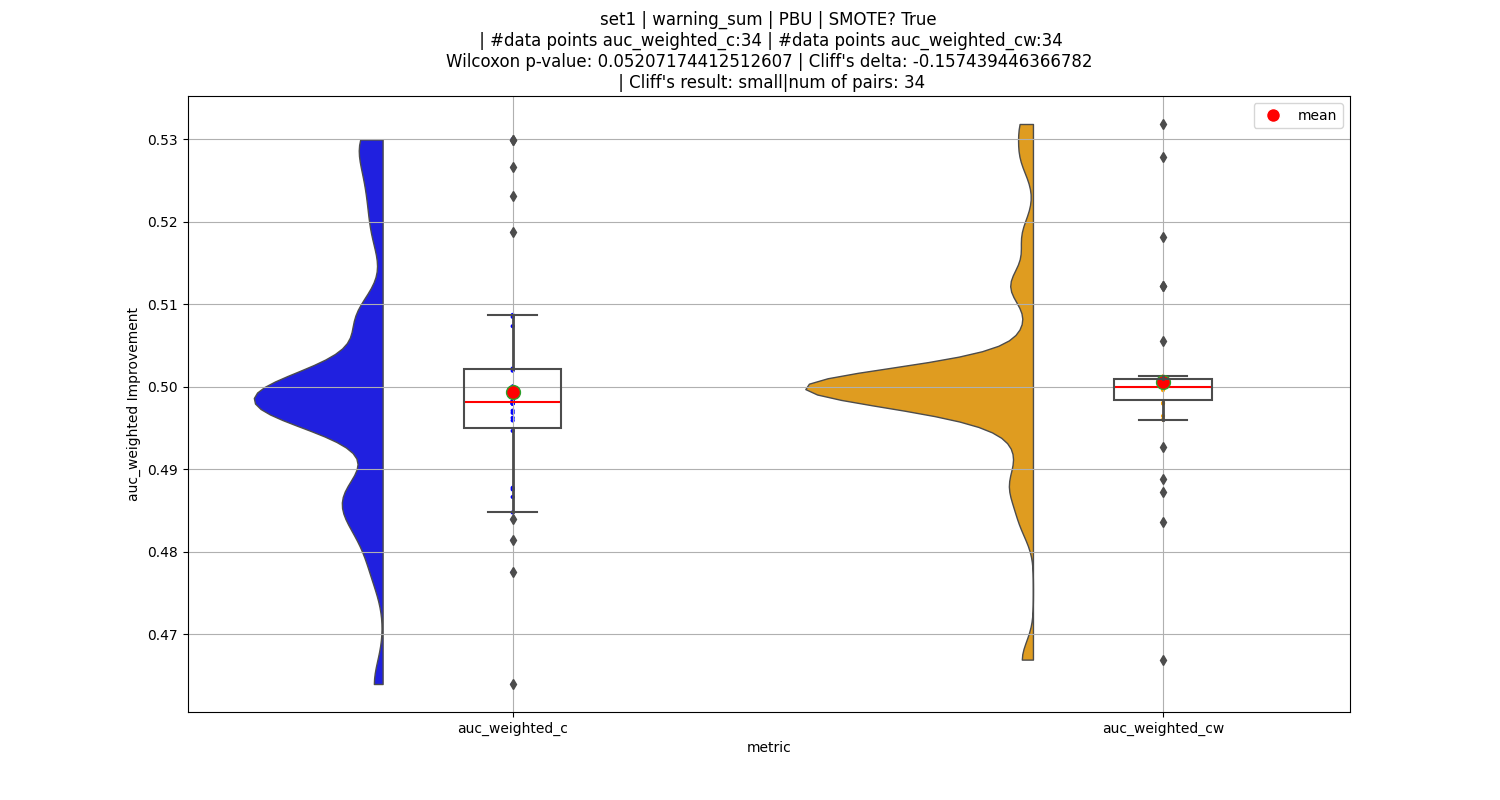 set1 | warning_sum | PBU | SMOTE? True
| #data points auc_weighted_c:34 | #data points auc_weighted_cw:34
Wilcoxon p-value: 0.05207174412512607 | Cliff's delta: -0.157439446366782
| Cliff's result: small|num of pairs: 34
mean
auc_weighted Improvement
0.53
0.52
0.51
0.50
0.49
0.48
0.47
auc_weighted_c
auc_weighted_cw
metric